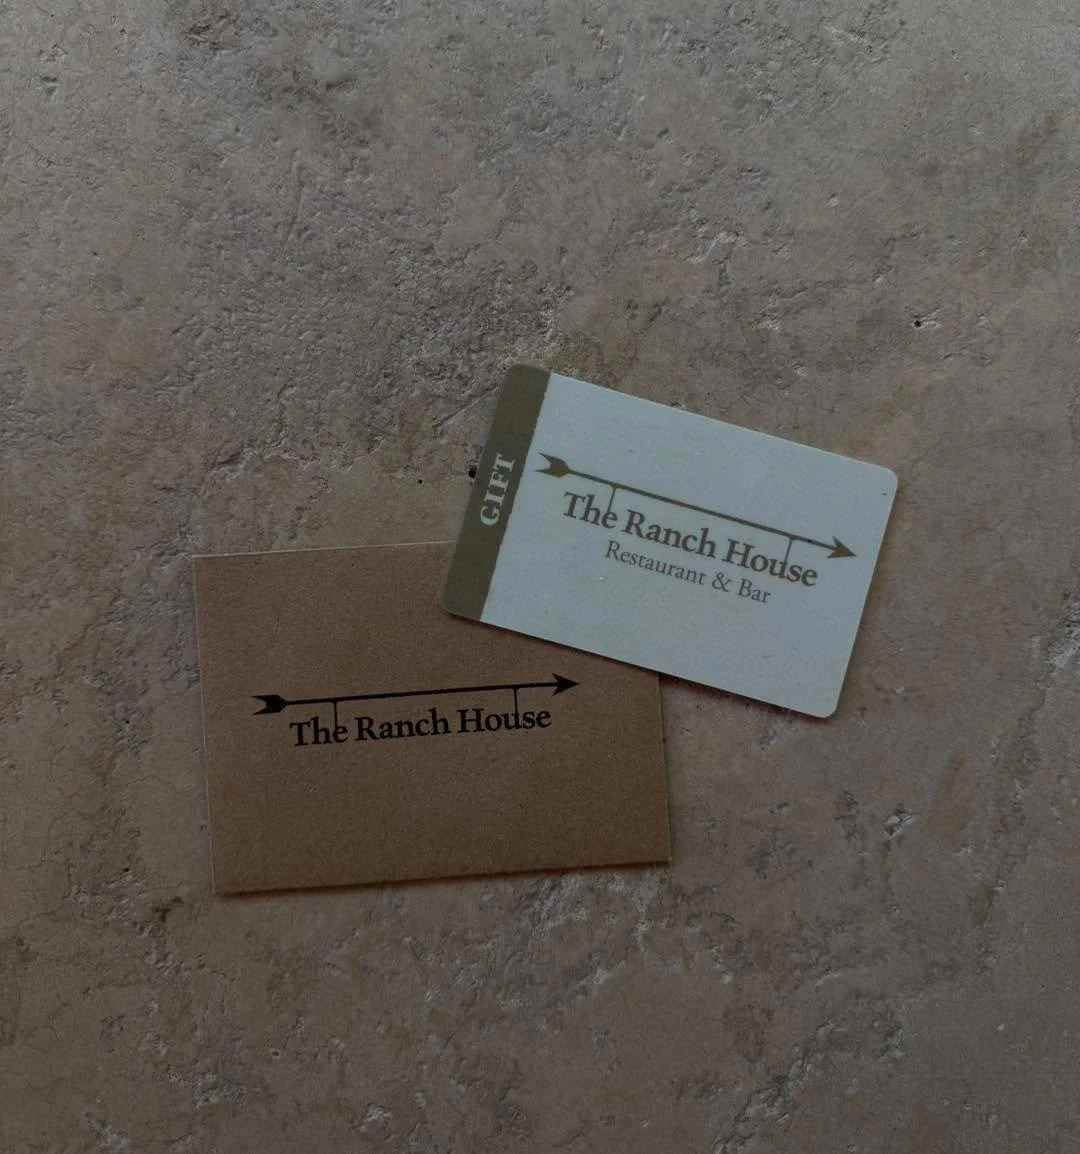 GIFT
The Ranch House
Restaurant & Bar
The Ranch House